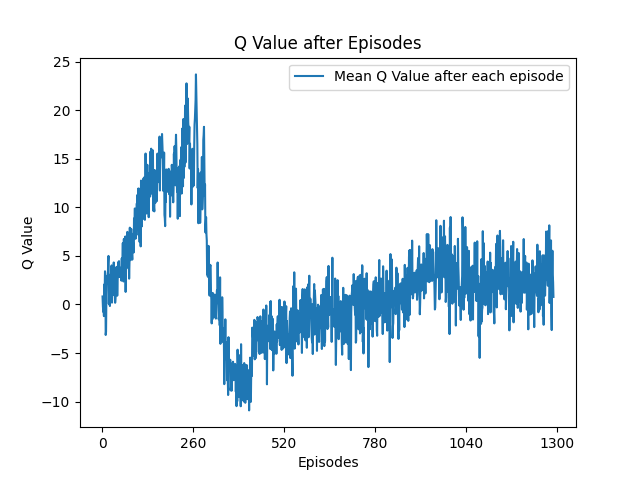 Q Value after Episodes
Mean Q Value after each episode
Q Value
25
20
15
10
5
0
−5
−10
0 260 520 780 1040 1300
Episodes